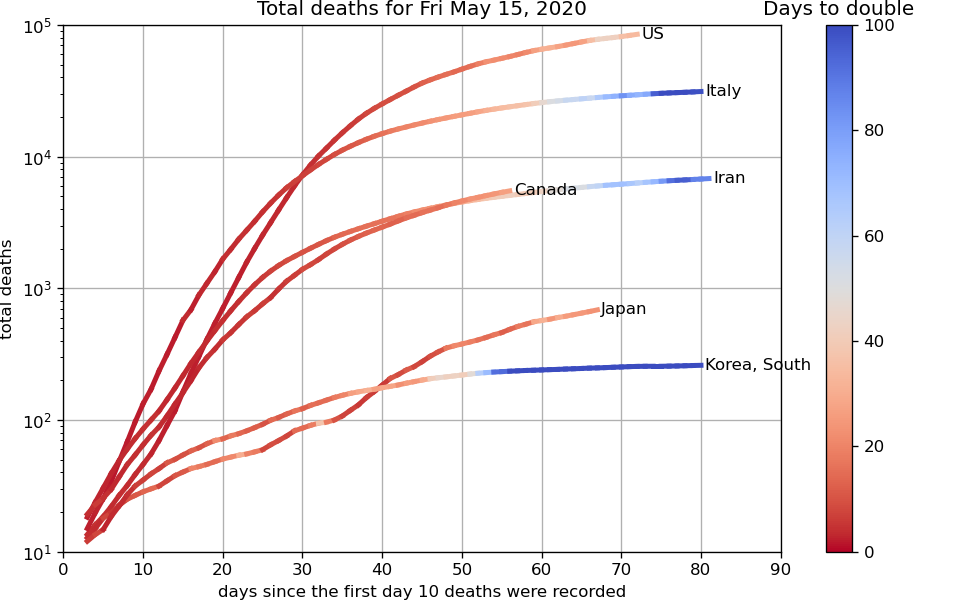 Total deaths for Fri May 15, 2020
Days to double
total deaths
10^5
10^4
10^3
10^2
10^1
US
Italy
Iran
Canada
Japan
Korea, South
0 10 20 30 40 50 60 70 80 90
days since the first day 10 deaths were recorded
100
80
60
40
20
0